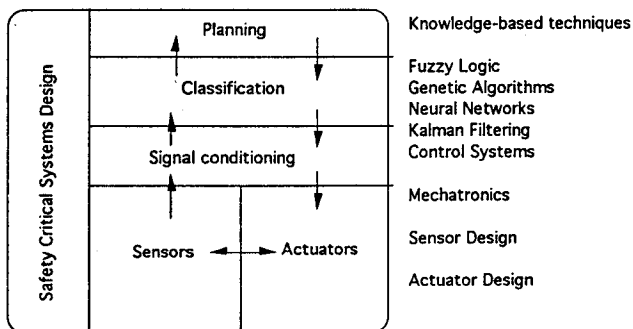 Safety Critical Systems Design
Planning
Classification
Signal conditioning
Sensors
Actuators
Knowledge-based techniques
Fuzzy Logic
Genetic Algorithms
Neural Networks
Kalman Filtering
Control Systems
Mechatronics
Sensor Design
Actuator Design